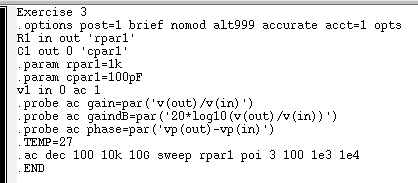 Exercise 3
.options post=1 brief nomod alt999 accurate acct=1 opts
R1 in out 'rpar1'
C1 out 0 'cpar1'
.param rpar1=1k
.param cpar1=100pF
v1 in 0 ac 1
.probe ac gain=par('v(out)/v(in)')
.probe ac gaindB=par('20*log10(v(out)/v(in))')
.probe ac phase=par('vp(out)-vp(in)')
.TEMP=27
.ac dec 100 10k 10G sweep rpar1 poi 3 100 1e3 1e4
.END